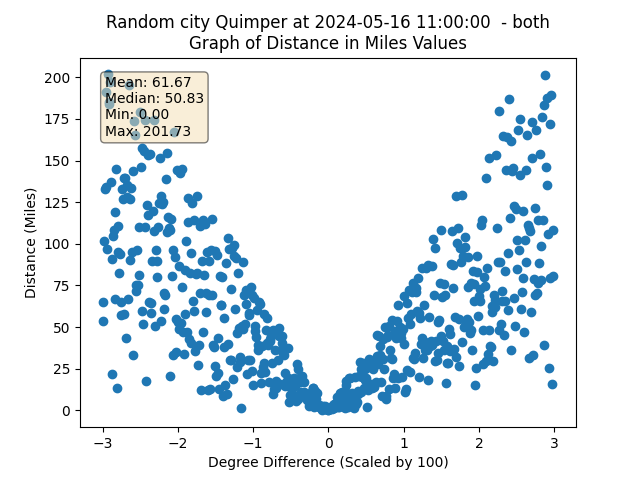 Random city Quimper at 2024-05-16 11:00:00  - both
Graph of Distance in Miles Values
Mean: 61.67
Median: 50.83
Min: 0.00
Max: 201.73
200
175
150
125
100
75
50
25
0
Distance (Miles)
−3
−2
−1
0
1
2
3
Degree Difference (Scaled by 100)